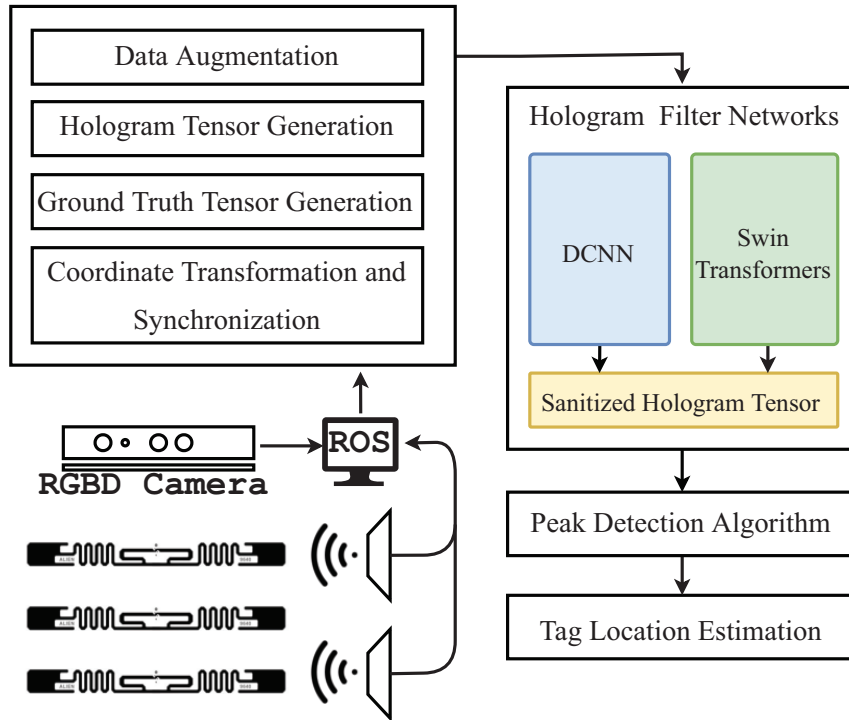 Data Augmentation
Hologram Tensor Generation
Ground Truth Tensor Generation
Coordinate Transformation and
Synchronization
Hologram Filter Networks
DCNN
Swin
Transformers
Sanitized Hologram Tensor
ROS
RGBD Camera
Peak Detection Algorithm
Tag Location Estimation